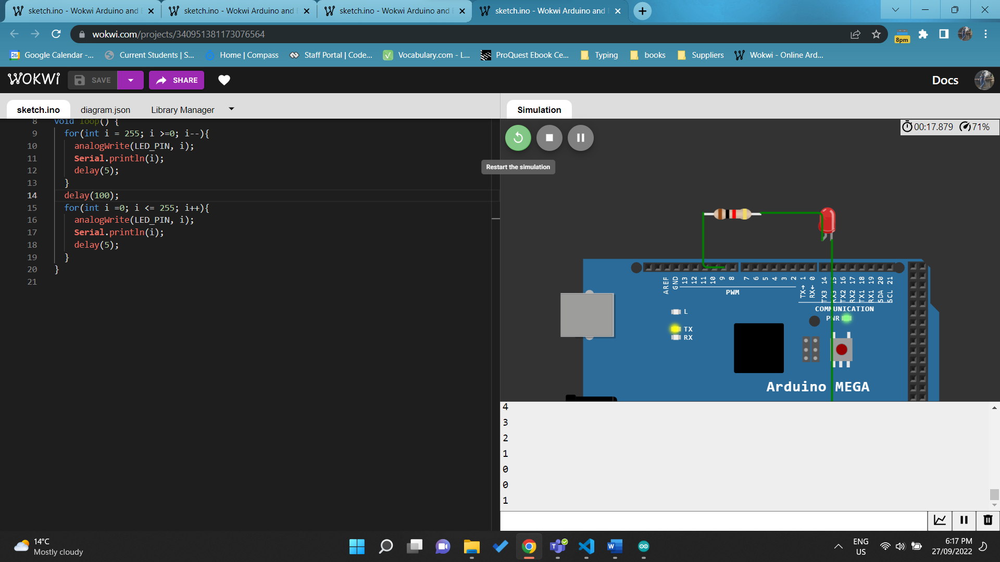 sketch.ino - Wokwi Arduino and
sketch.ino - Wokwi Arduino and
sketch.ino - Wokwi Arduino and
sketch.ino - Wokwi Arduino and
wokwi.com/projects/340951381173076564
8pm
26 Google Calendar -... Current Students | S... Home | Compass Staff Portal | Code... Vocabulary.com - L... ProQuest Ebook Ce... Typing books Suppliers Wokwi - Online Ard...
WOKWi SAVE SHARE Docs
sketch.ino diagram.json Library Manager
Simulation
8 void loop() {
9 for(int i = 255; i >=0; i--){
10 analogWrite(LED_PIN, i);
11 Serial.println(i);
12 delay(5);
13 }
14 delay(100);
15 for(int i =0; i <= 255; i++){
16 analogWrite(LED_PIN, i);
17 Serial.println(i);
18 delay(5);
19 }
20 }
21
00:17.879 71%
Restart the simulation
AREF GND 13 12 11 10 9 8 7 6 5 4 3 2 TX→ 1 RX← 0 TX3 14 RX3 15 TX2 16 RX2 17 TX1 18 RX1 19 SDA 20 SCL 21
PWM
COMMUNICATION
L
PWR
TX
RX
Arduino MEGA
4
3
2
1
0
0
1
14°C
Mostly cloudy
ENG
US
6:17 PM
27/09/2022